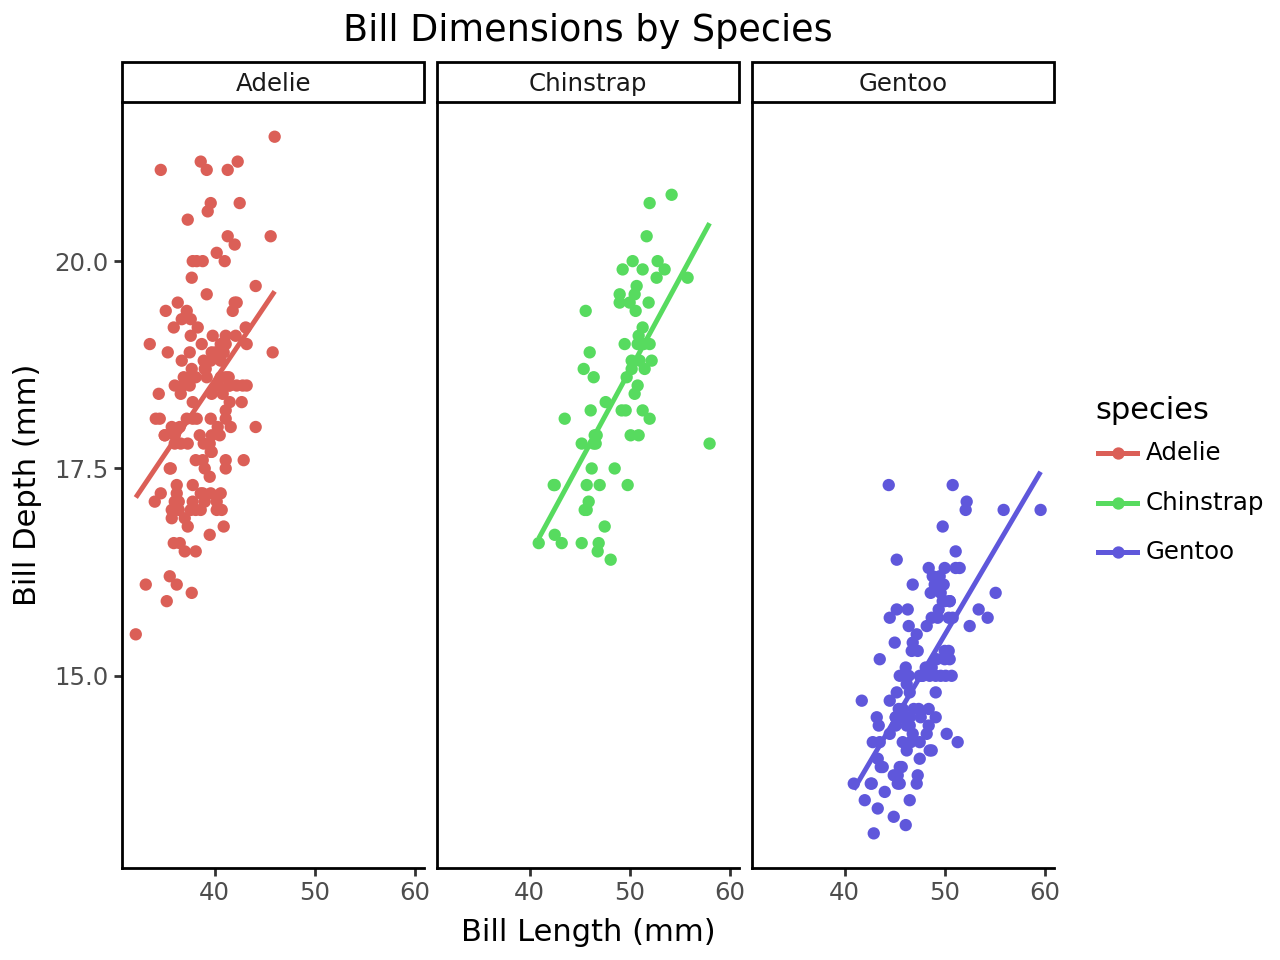 Bill Dimensions by Species
Adelie
Chinstrap
Gentoo
20.0
17.5
15.0
Bill Depth (mm)
40
50
60
40
50
60
40
50
60
Bill Length (mm)
species
Adelie
Chinstrap
Gentoo